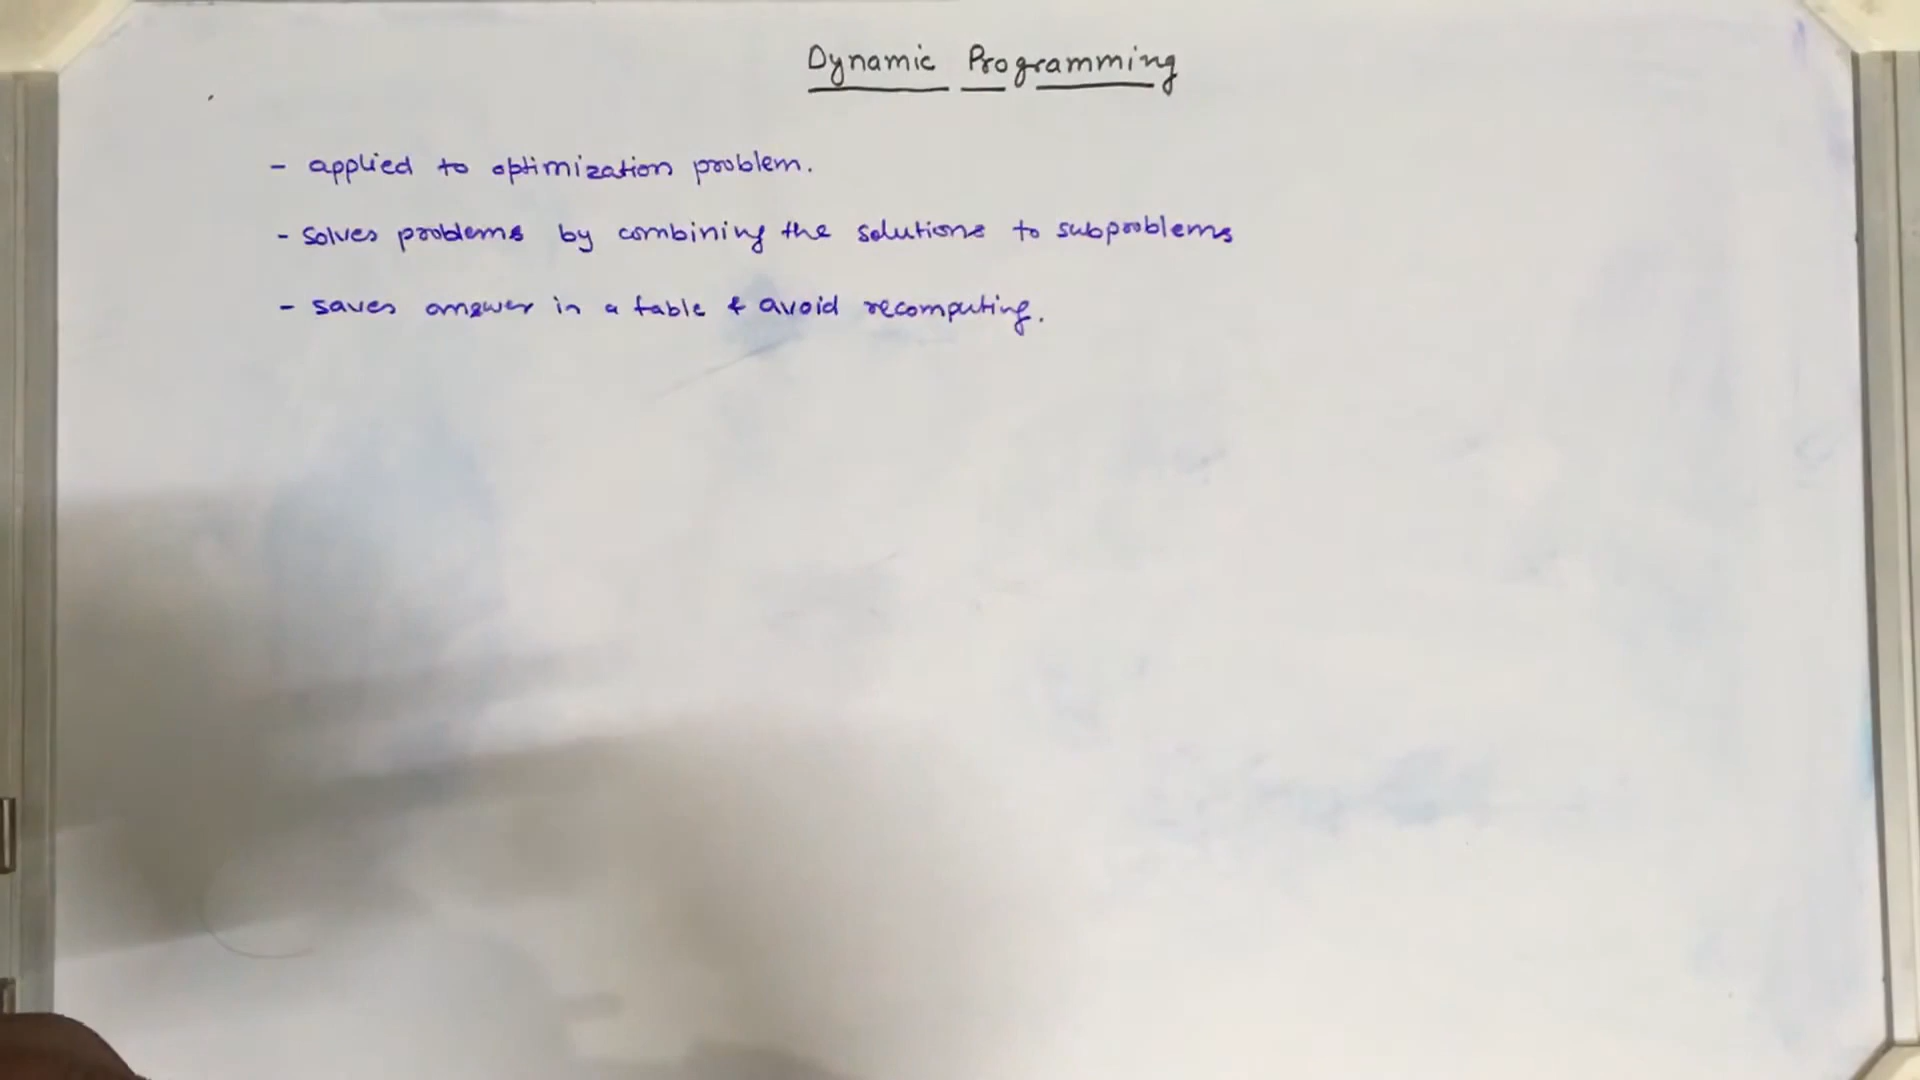 Dynamic Programming
- applied to optimization problem.
- solves problems by combining the solutions to subproblems
- saves answer in a table & avoid recomputing.